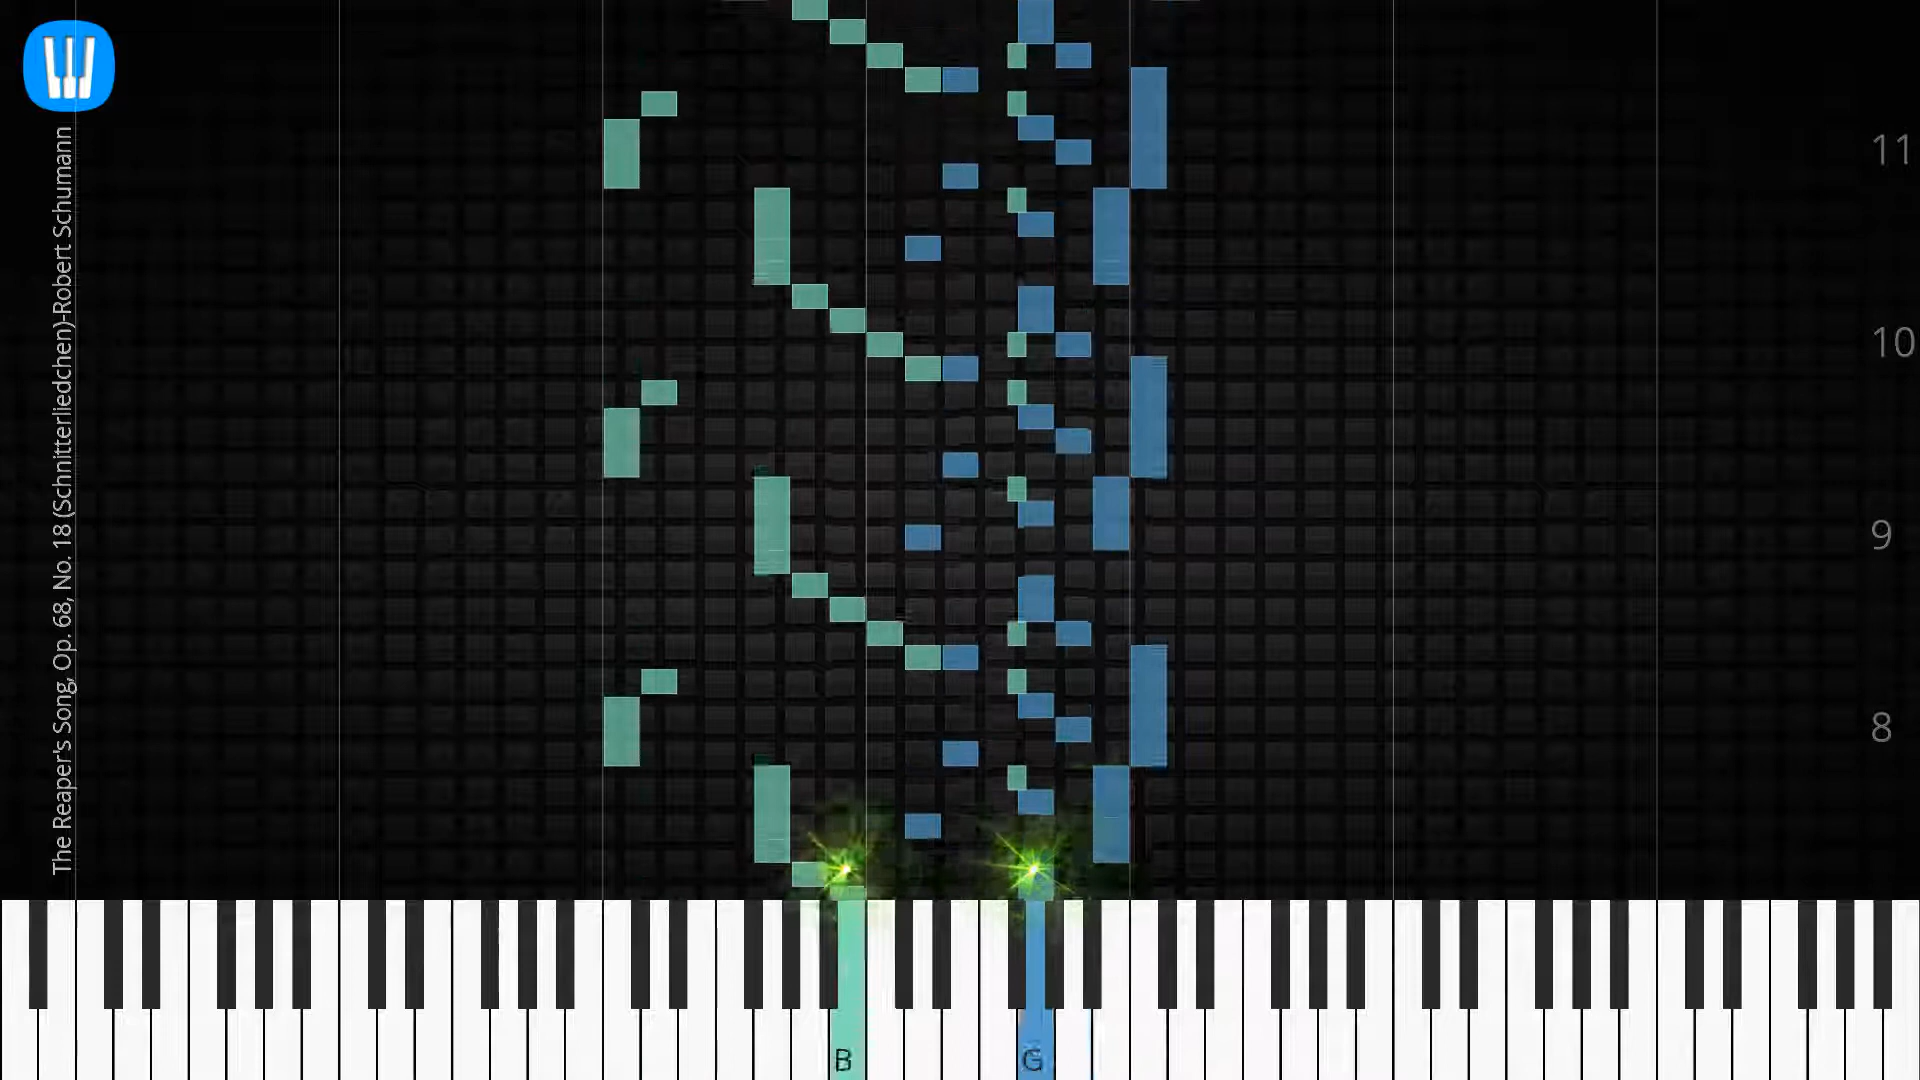 The Reaper's Song, Op. 68, No. 18 (Schnitterliedchen)-Robert Schumann
11
10
9
8
B
G